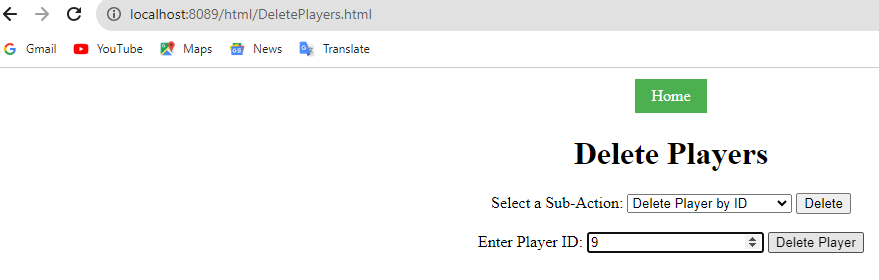 localhost:8089/html/DeletePlayers.html
Gmail YouTube Maps News Translate
Home
Delete Players
Select a Sub-Action: Delete Player by ID Delete
Enter Player ID: 9 Delete Player